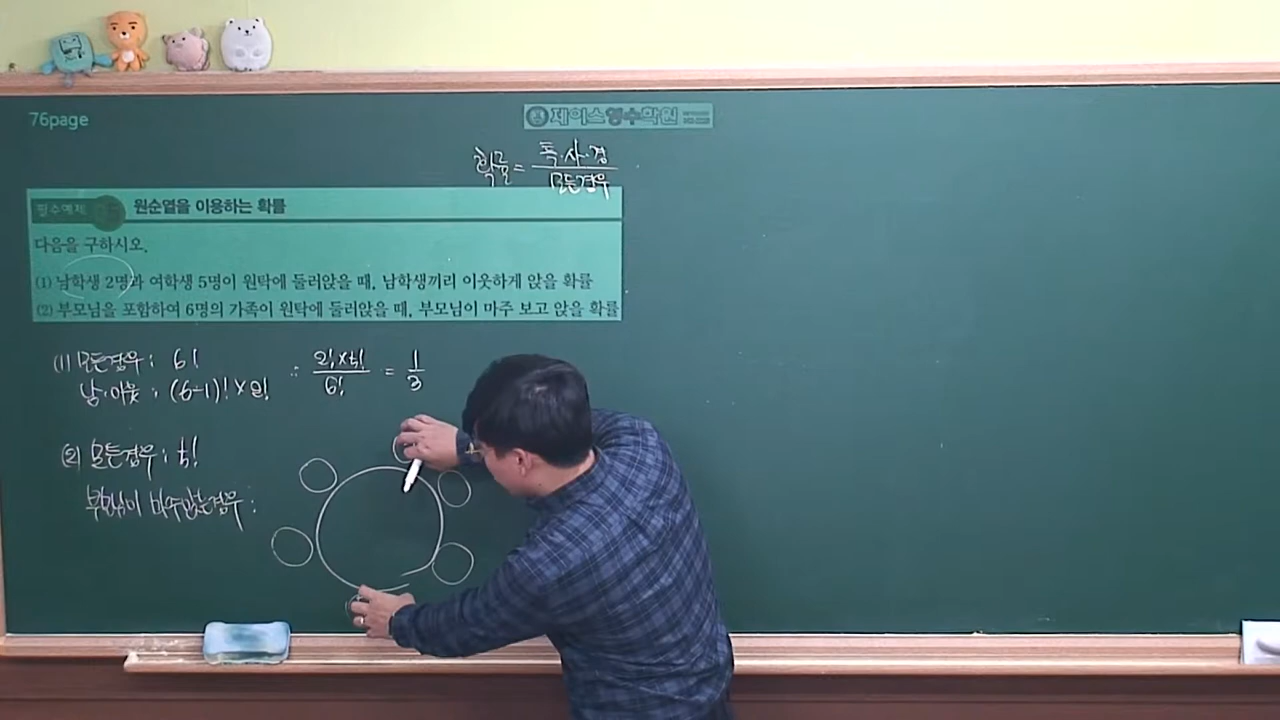 76page
제이스영수학원
확률 = 특·사·경 / 모든경우
필수예제 05 원순열을 이용하는 확률
다음을 구하시오.
(1) 남학생 2명과 여학생 5명이 원탁에 둘러앉을 때, 남학생끼리 이웃하게 앉을 확률
(2) 부모님을 포함하여 6명의 가족이 원탁에 둘러앉을 때, 부모님이 마주 보고 앉을 확률
(1) 모든경우 : 6!
남·이웃 : (6-1)! × 2!
∴ 2!×5! / 6! = 1/3
(2) 모든경우 : 5!
부모님이 마주앉는경우 :